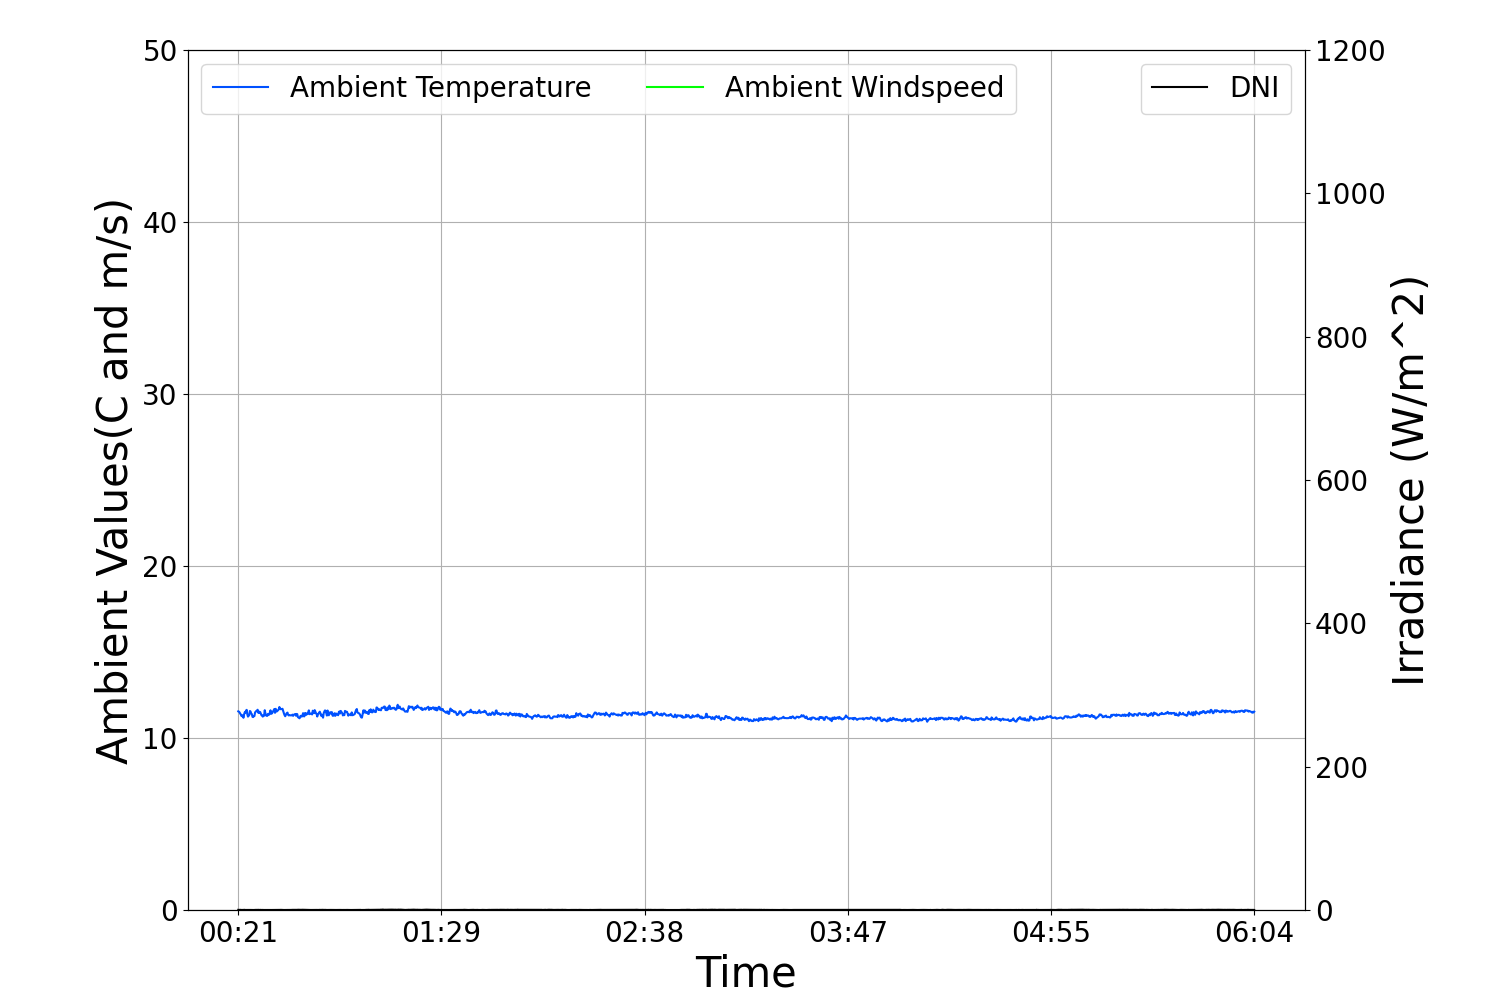 Ambient Temperature
Ambient Windspeed
DNI
Ambient Values(C and m/s)
50
40
30
20
10
0
1200
1000
800
600
400
200
0
Irradiance (W/m^2)
00:21 01:29 02:38 03:47 04:55 06:04
Time